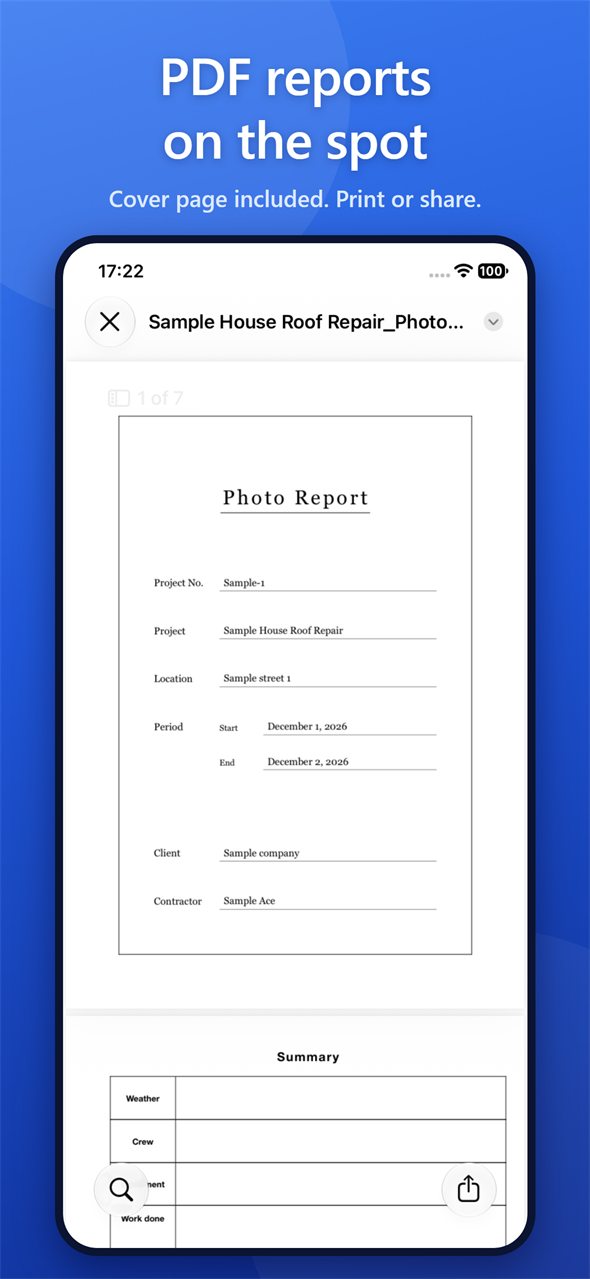 PDF reports
on the spot
Cover page included. Print or share.
17:22
100
Sample House Roof Repair_Photo...
1 of 7
Photo Report
Project No. Sample-1
Project Sample House Roof Repair
Location Sample street 1
Period Start December 1, 2026
End December 2, 2026
Client Sample company
Contractor Sample Ace
Summary
Weather
Crew
Work done